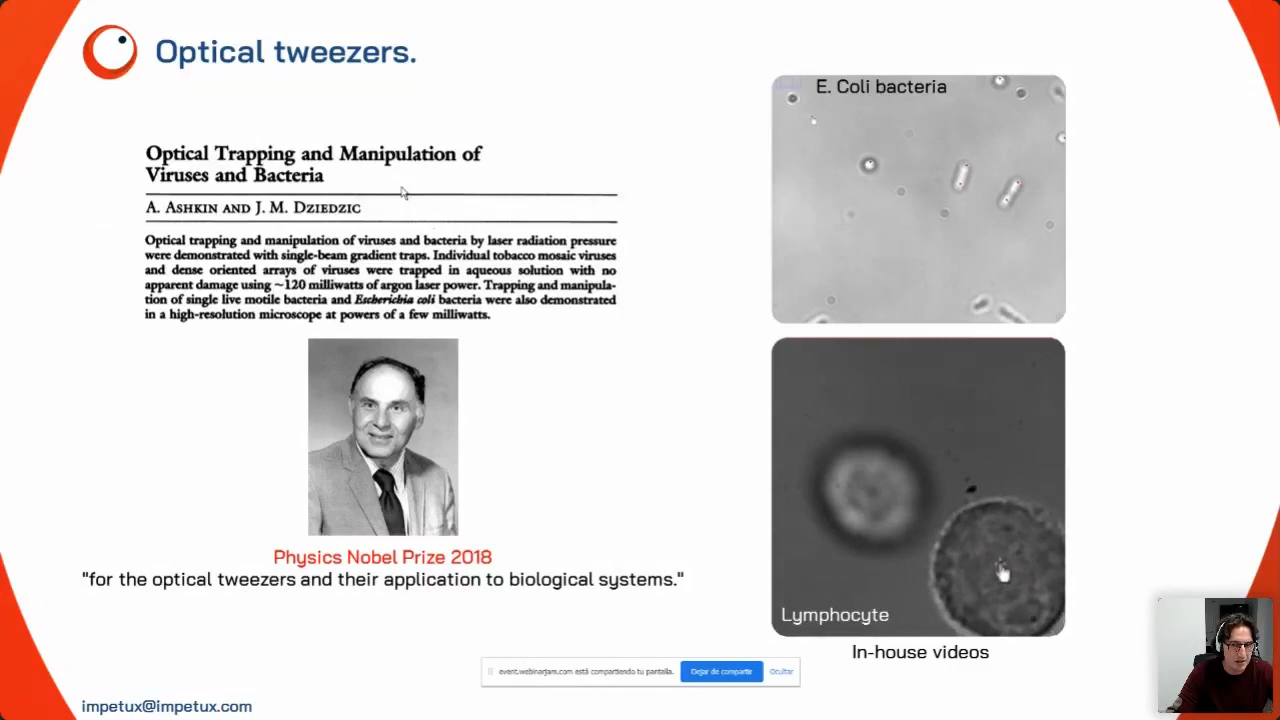 Optical tweezers.
Optical Trapping and Manipulation of
Viruses and Bacteria
A. ASHKIN AND J. M. DZIEDZIC
Optical trapping and manipulation of viruses and bacteria by laser radiation pressure
were demonstrated with single-beam gradient traps. Individual tobacco mosaic viruses
and dense oriented arrays of viruses were trapped in aqueous solution with no
apparent damage using ~120 milliwatts of argon laser power. Trapping and manipula-
tion of single live motile bacteria and Escherichia coli bacteria were also demonstrated
in a high-resolution microscope at powers of a few milliwatts.
Physics Nobel Prize 2018
"for the optical tweezers and their application to biological systems."
E. Coli bacteria
Lymphocyte
In-house videos
event.webinarjam.com está compartiendo tu pantalla.
Dejar de compartir
Ocultar
impetux@impetux.com